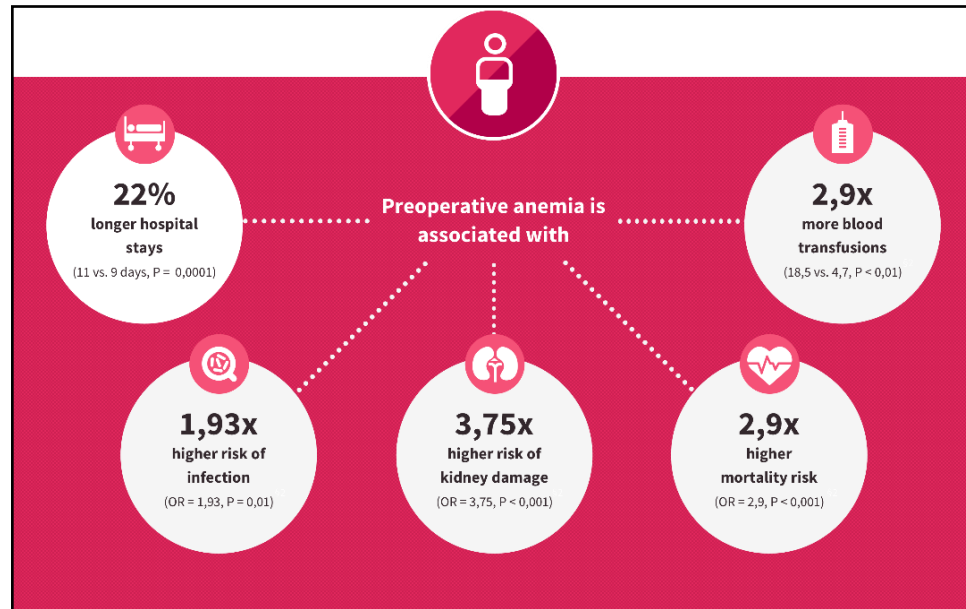 Preoperative anemia is
associated with
22%
longer hospital
stays
(11 vs. 9 days, P = 0,0001)
2,9x
more blood
transfusions
(18,5 vs. 4,7, P < 0,01)
1,93x
higher risk of
infection
(OR = 1,93, P = 0,01)
3,75x
higher risk of
kidney damage
(OR = 3,75, P < 0,001)
2,9x
higher
mortality risk
(OR = 2,9, P < 0,001)